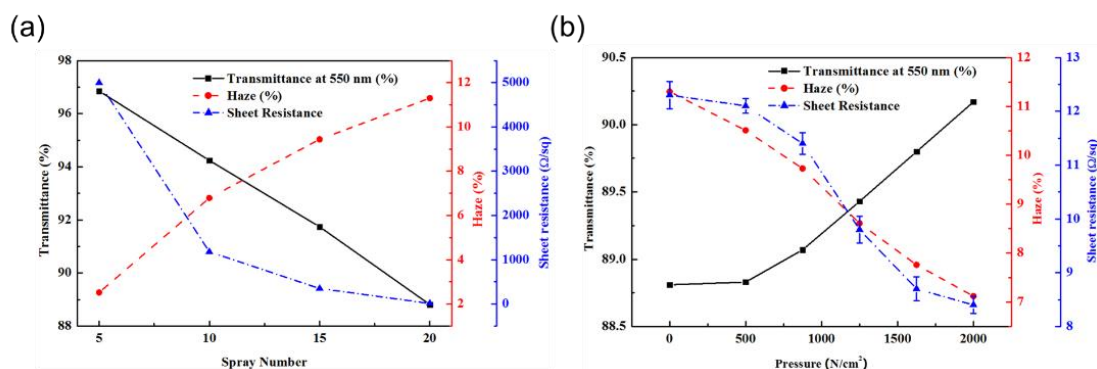 (a)
98
96
94
92
90
88
Transmittance (%)
Transmittance at 550 nm (%)
Haze (%)
Sheet Resistance
5
10
15
20
Spray Number
12
10
8
6
4
2
Haze (%)
5000
4000
3000
2000
1000
0
Sheet resistance (Ω/sq)
(b)
90.5
90.0
89.5
89.0
88.5
Transmittance (%)
Transmittance at 550 nm (%)
Haze (%)
Sheet Resistance
0
500
1000
1500
2000
Pressure (N/cm²)
12
11
10
9
8
7
Haze (%)
13
12
11
10
9
8
Sheet resistance (Ω/sq)